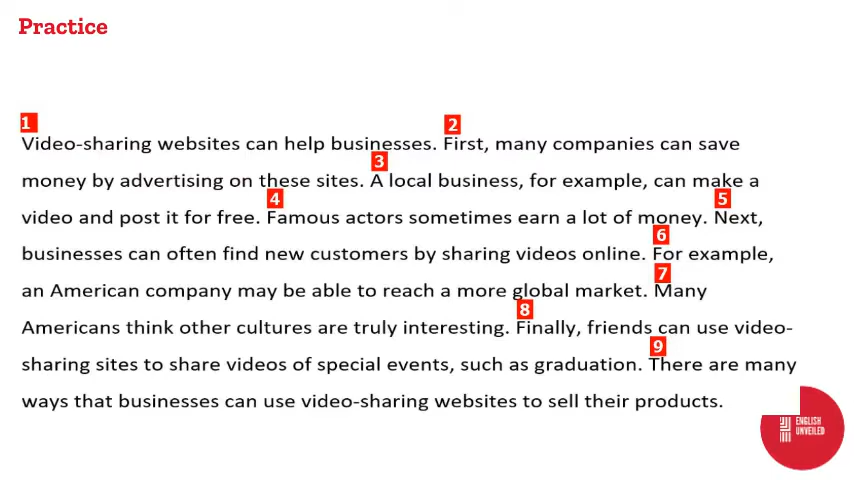 Practice
1
2
Video-sharing websites can help businesses. First, many companies can save
3
money by advertising on these sites. A local business, for example, can make a
4 5
video and post it for free. Famous actors sometimes earn a lot of money. Next,
6
businesses can often find new customers by sharing videos online. For example,
7
an American company may be able to reach a more global market. Many
8
Americans think other cultures are truly interesting. Finally, friends can use video-
9
sharing sites to share videos of special events, such as graduation. There are many
ways that businesses can use video-sharing websites to sell their products.
ENGLISH
UNVEILED